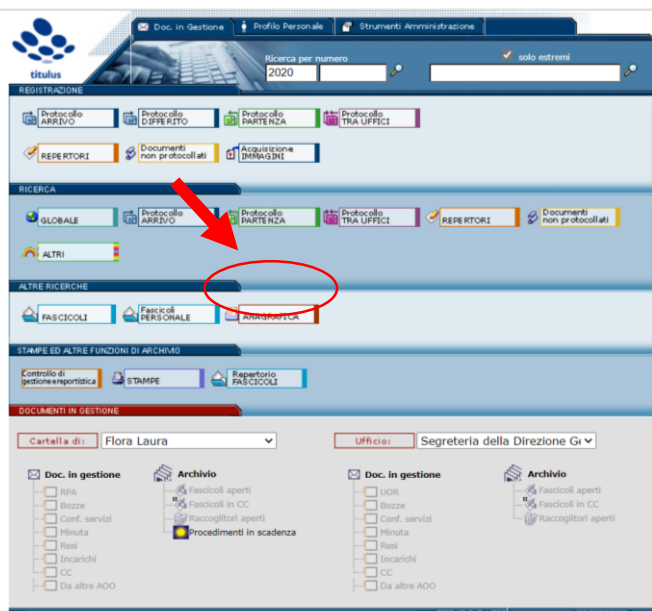 Doc. in Gestione
Profilo Personale
Strumenti Amministrazione
titulus
Ricerca per numero
solo estremi
2020
REGISTRAZIONE
Protocollo ARRIVO
Protocollo DIFFERITO
Protocollo PARTENZA
Protocollo TRA UFFICI
REPERTORI
Documenti non protocollati
Acquisizione IMMAGINI
RICERCA
GLOBALE
Protocollo ARRIVO
Protocollo PARTENZA
Protocollo TRA UFFICI
REPERTORI
Documenti non protocollati
ALTRI
ALTRE RICERCHE
FASCICOLI
Fascicoli PERSONALE
ANAGRAFICA
STAMPE ED ALTRE FUNZIONI DI ARCHIVIO
Controllo di gestione e reportistica
STAMPE
Repertorio FASCICOLI
DOCUMENTI IN GESTIONE
Cartella di:
Flora Laura
Ufficio:
Segreteria della Direzione Ge
Doc. in gestione
RPA
Bozze
Conf. servizi
Minuta
Resi
Incarichi
CC
Da altre AOO
Archivio
Fascicoli aperti
Fascicoli in CC
Raccoglitori aperti
Procedimenti in scadenza
Doc. in gestione
UOR
Bozze
Conf. servizi
Minuta
Resi
Incarichi
CC
Da altre AOO
Archivio
Fascicoli aperti
Fascicoli in CC
Raccoglitori aperti